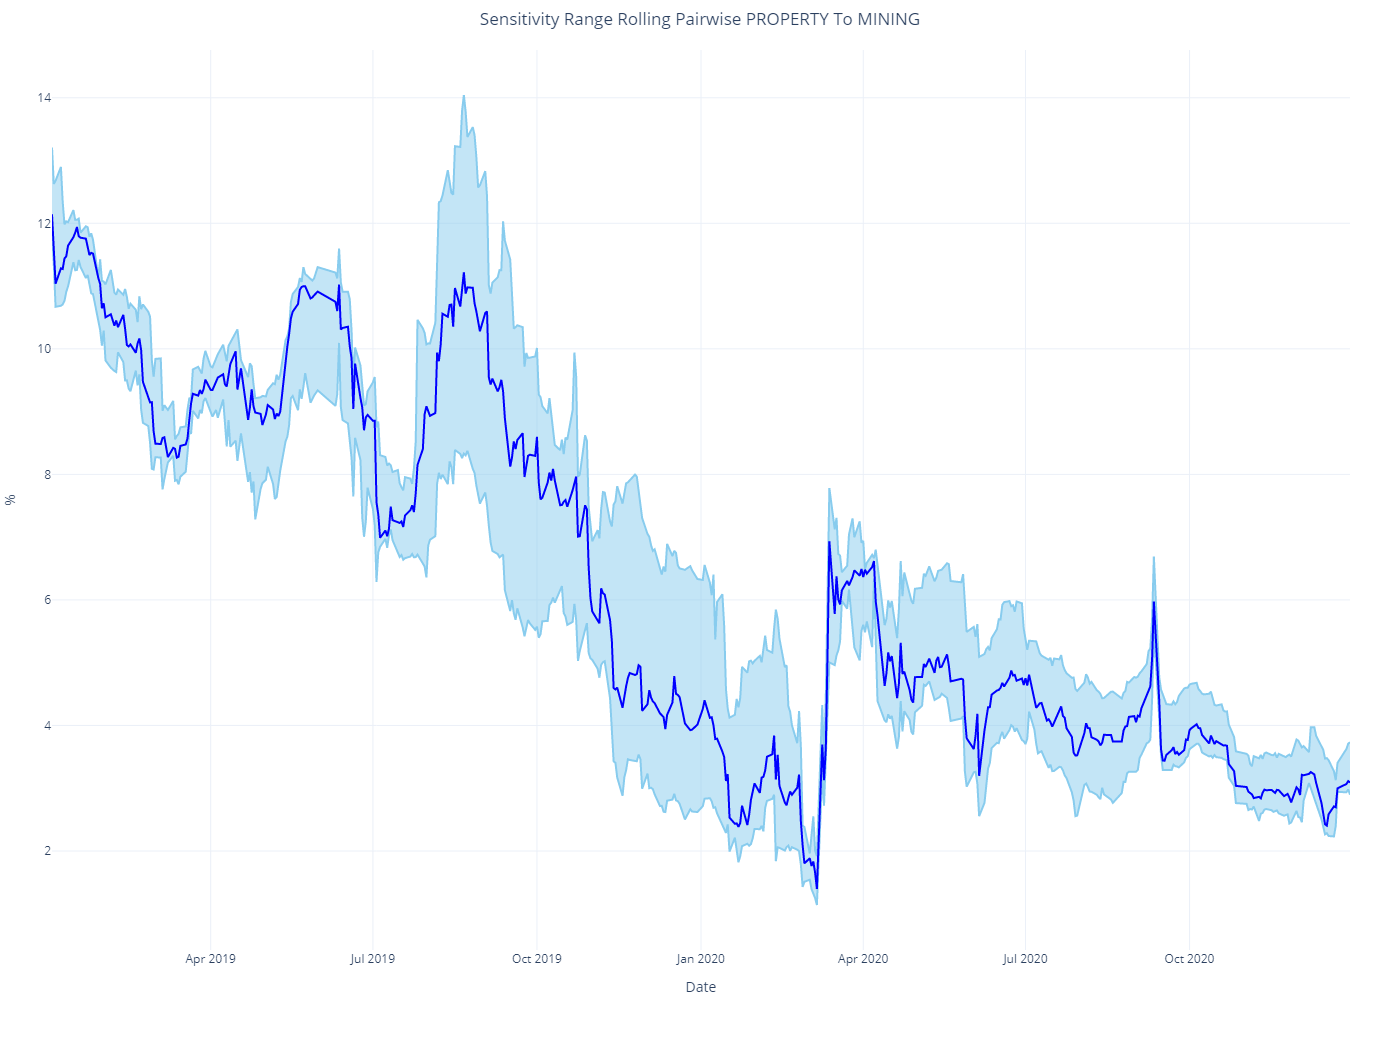 Sensitivity Range Rolling Pairwise PROPERTY To MINING
14
12
10
8
6
4
2
%
Apr 2019
Jul 2019
Oct 2019
Jan 2020
Apr 2020
Jul 2020
Oct 2020
Date